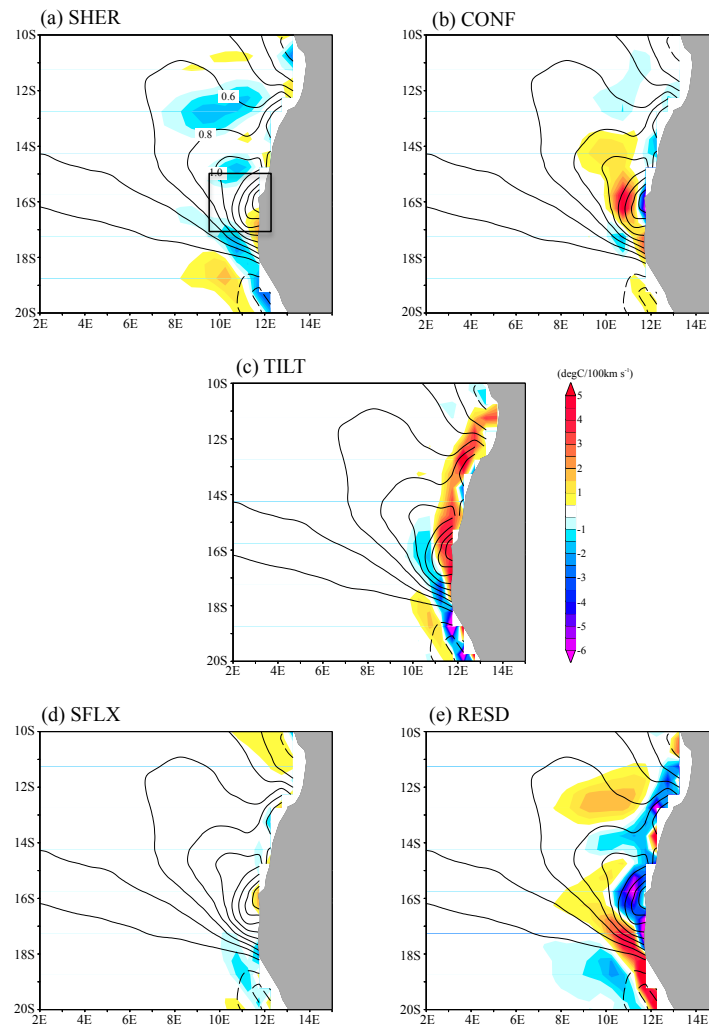 (a) SHER
(b) CONF
10S
12S
14S
16S
18S
20S
0.6
0.8
1.0
2E 4E 6E 8E 10E 12E 14E
10S
12S
14S
16S
18S
20S
2E 4E 6E 8E 10E 12E
(c) TILT
(degC/100km s⁻¹)
10S
12S
14S
16S
18S
20S
2E 4E 6E 8E 10E 12E 14E
5
4
3
2
1
-1
-2
-3
-4
-5
-6
(d) SFLX
(e) RESD
10S
12S
14S
16S
18S
20S
2E 4E 6E 8E 10E 12E 14E
10S
12S
14S
16S
18S
20S
2E 4E 6E 8E 10E 12E